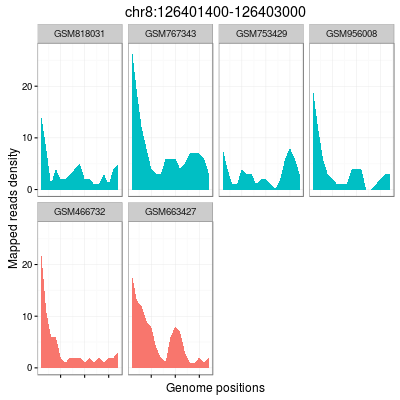 chr8:126401400-126403000
GSM818031 GSM767343 GSM753429 GSM956008
20
10
0
Mapped reads density
GSM466732 GSM663427
20
10
0
Genome positions